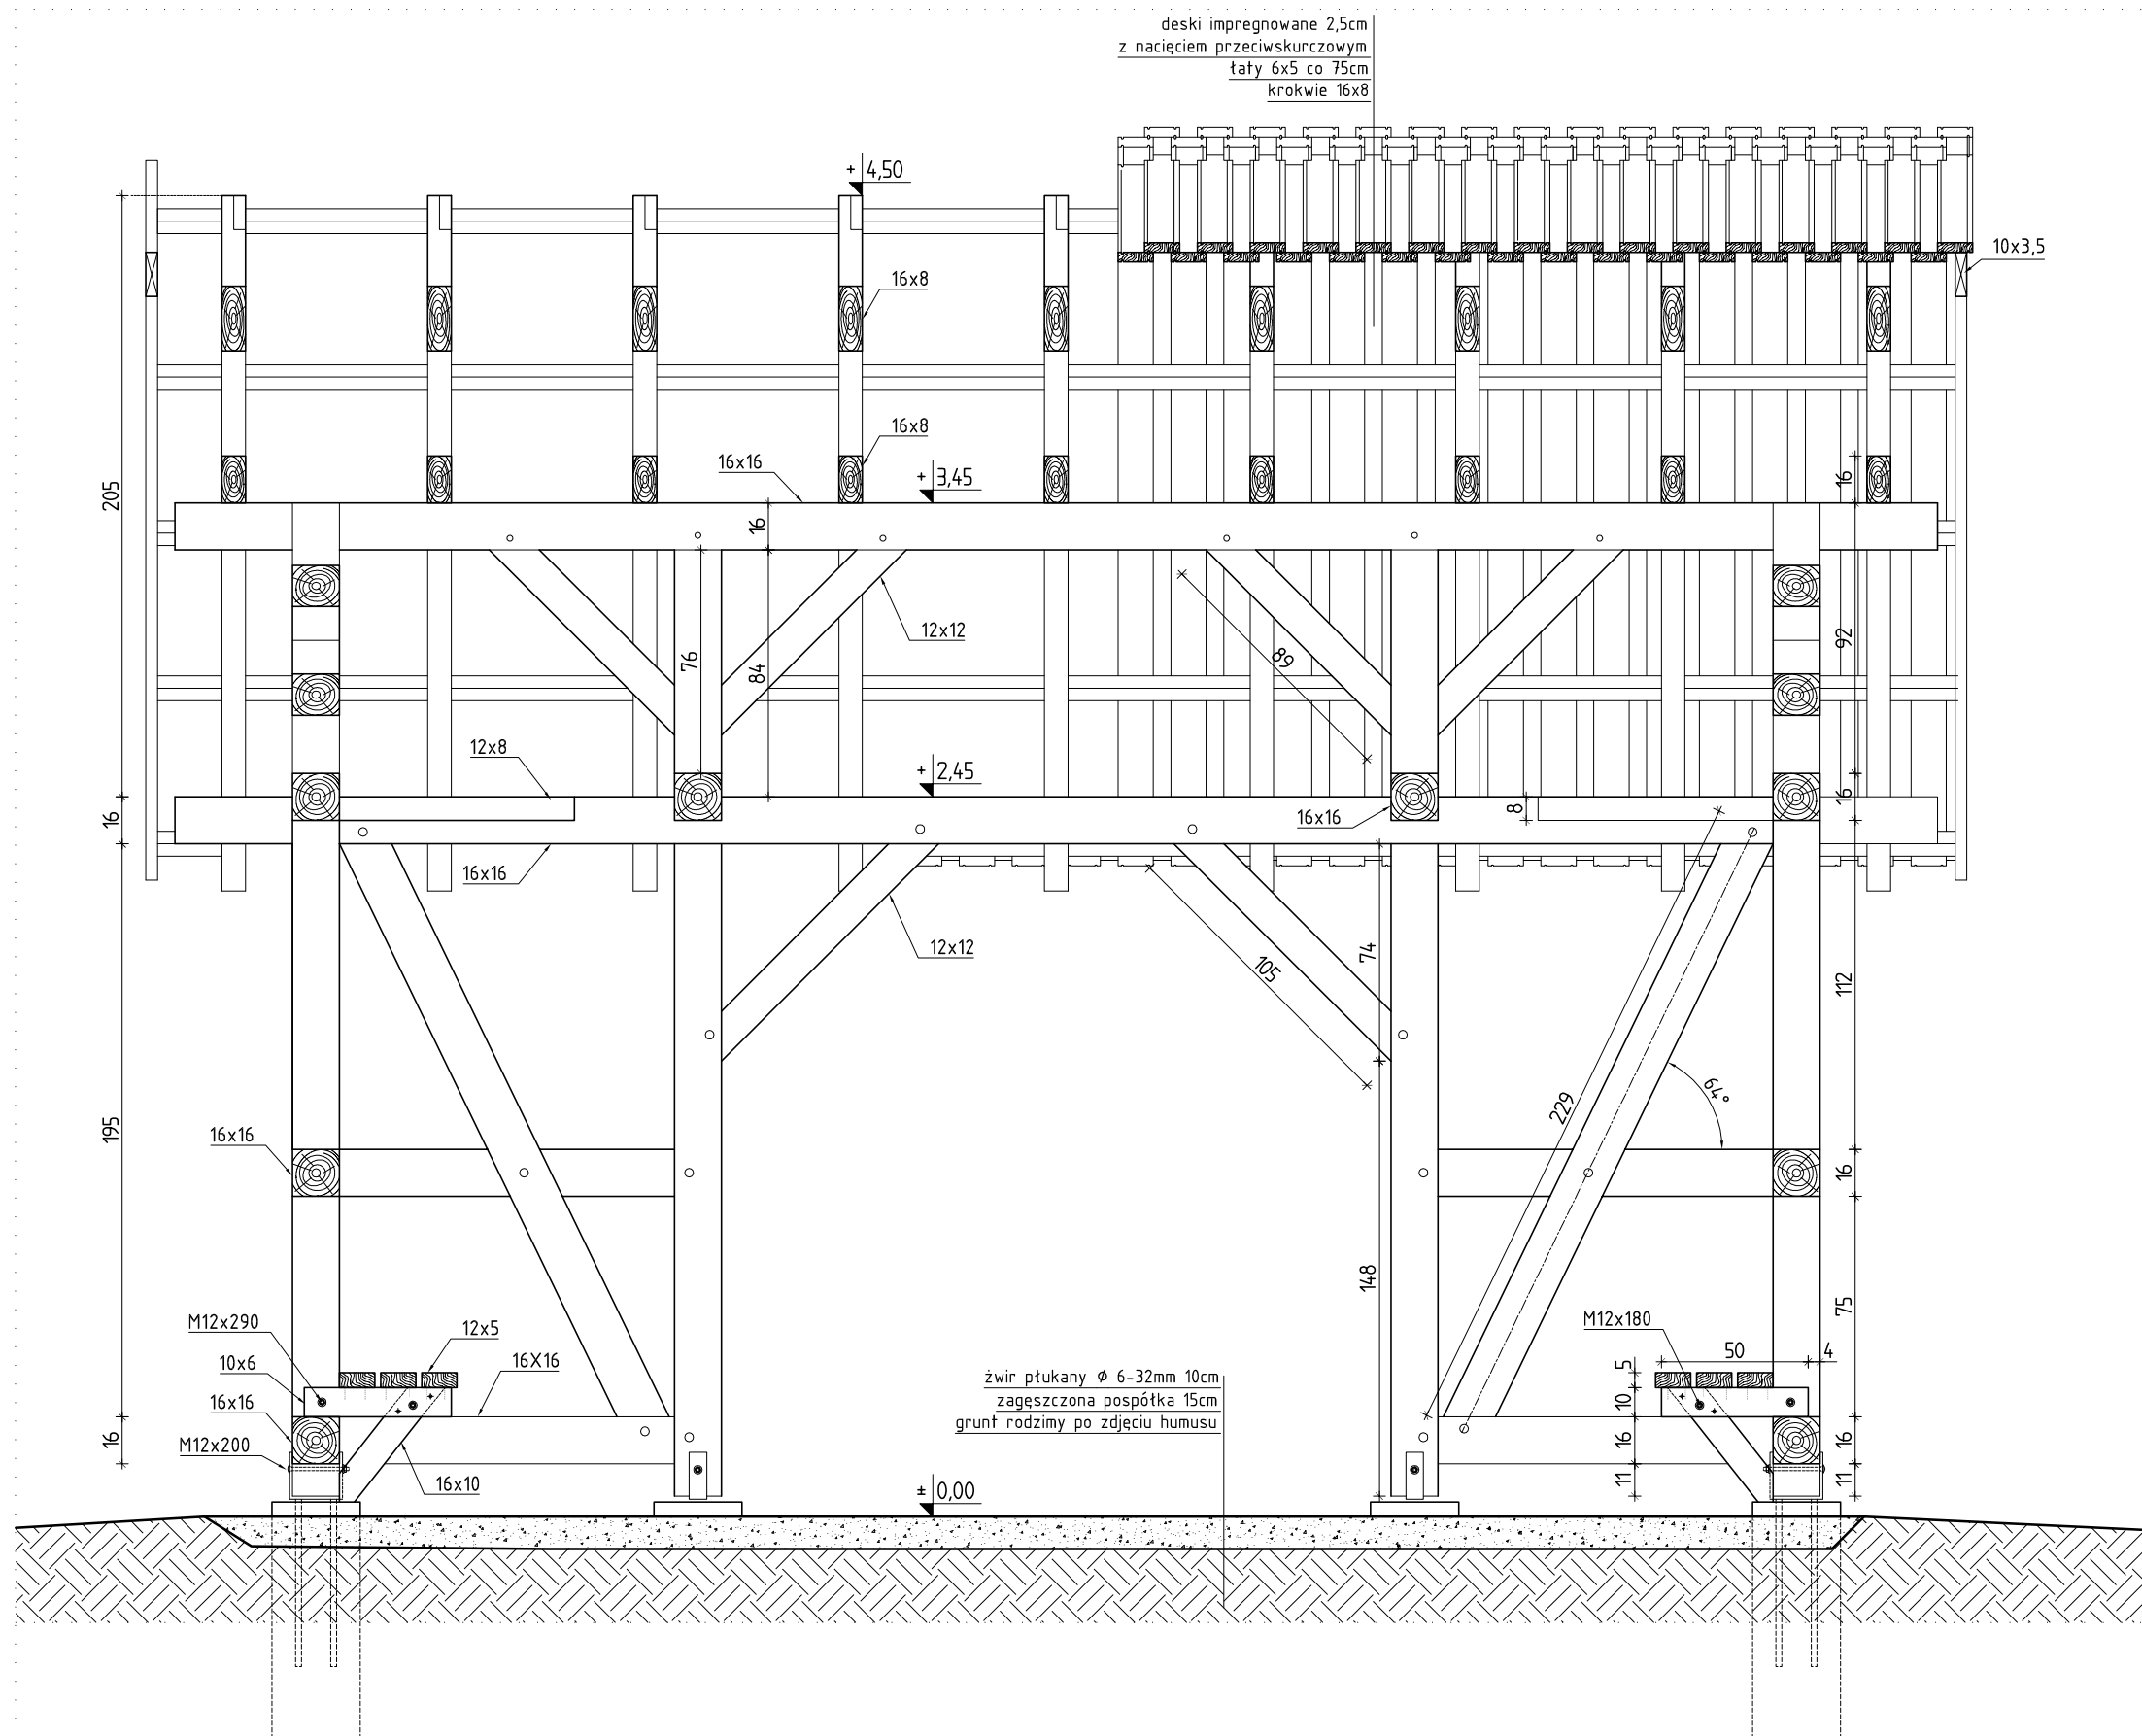 deski impregnowane 2,5cm
z nacięciem przeciwskurczowym
łaty 6x5 co 75cm
krokwie 16x8
+ 4,50
10x3,5
16x8
16x8
16x16
+ 3,45
205
16
16
76
84
12x12
89
92
12x8
+ 2,45
16
16x16
8
16
16x16
12x12
105
74
112
195
229
64°
16x16
16
148
75
M12x290
12x5
M12x180
50
4
10x6
16X16
5
10
16x16
żwir płukany ϕ 6-32mm 10cm
zagęszczona pospółka 15cm
grunt rodzimy po zdjęciu humusu
16
M12x200
16
16
16x10
11
11
± 0,00